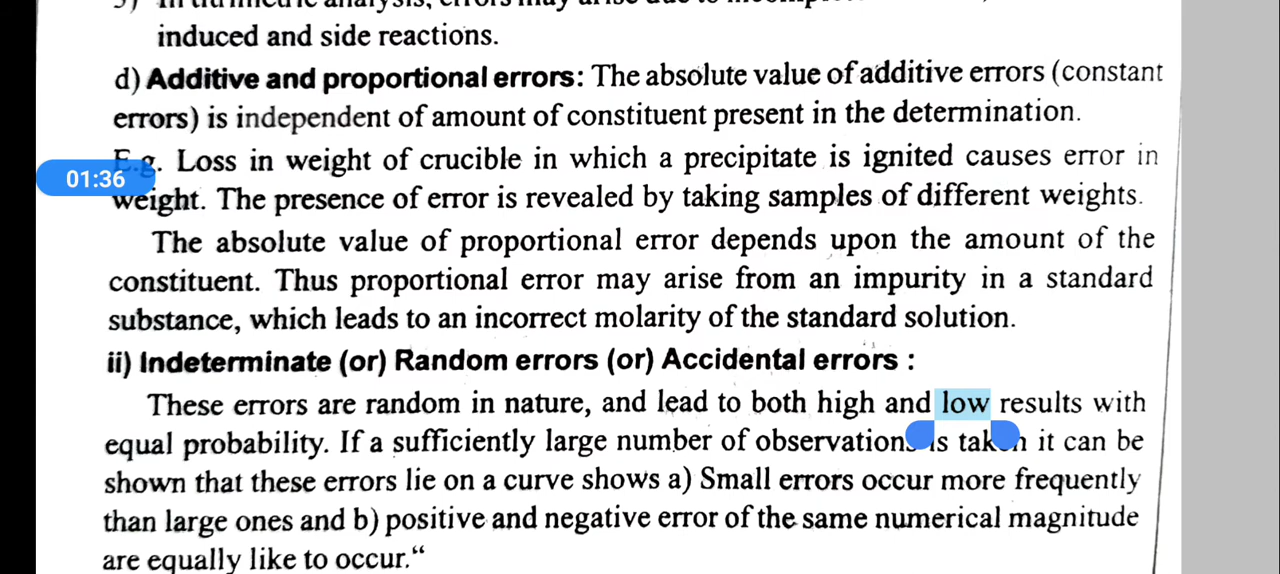 induced and side reactions.
d) Additive and proportional errors: The absolute value of additive errors (constant
errors) is independent of amount of constituent present in the determination.
E.g. Loss in weight of crucible in which a precipitate is ignited causes error in
01:36
weight. The presence of error is revealed by taking samples of different weights.
The absolute value of proportional error depends upon the amount of the
constituent. Thus proportional error may arise from an impurity in a standard
substance, which leads to an incorrect molarity of the standard solution.
ii) Indeterminate (or) Random errors (or) Accidental errors :
These errors are random in nature, and lead to both high and low results with
equal probability. If a sufficiently large number of observations is taken it can be
shown that these errors lie on a curve shows a) Small errors occur more frequently
than large ones and b) positive and negative error of the same numerical magnitude
are equally like to occur.“